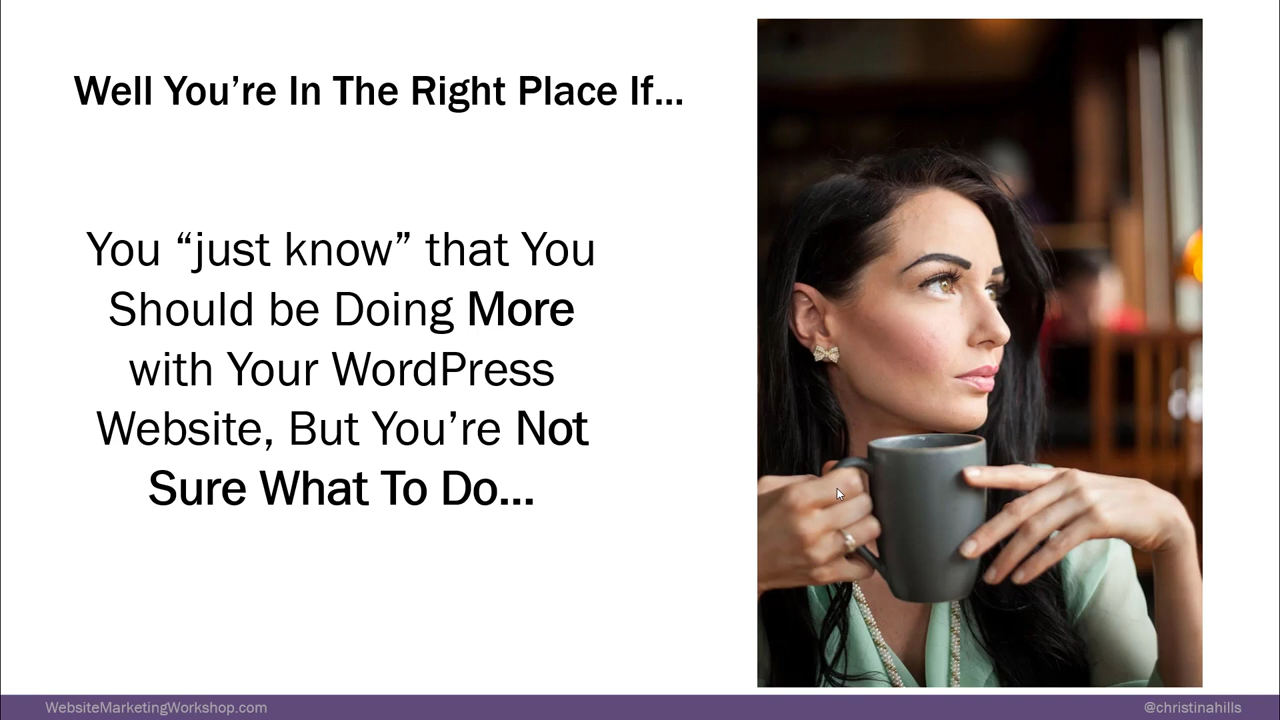 Well You’re In The Right Place If...
You “just know” that You
Should be Doing More
with Your WordPress
Website, But You’re Not
Sure What To Do...
WebsiteMarketingWorkshop.com
@christinahills